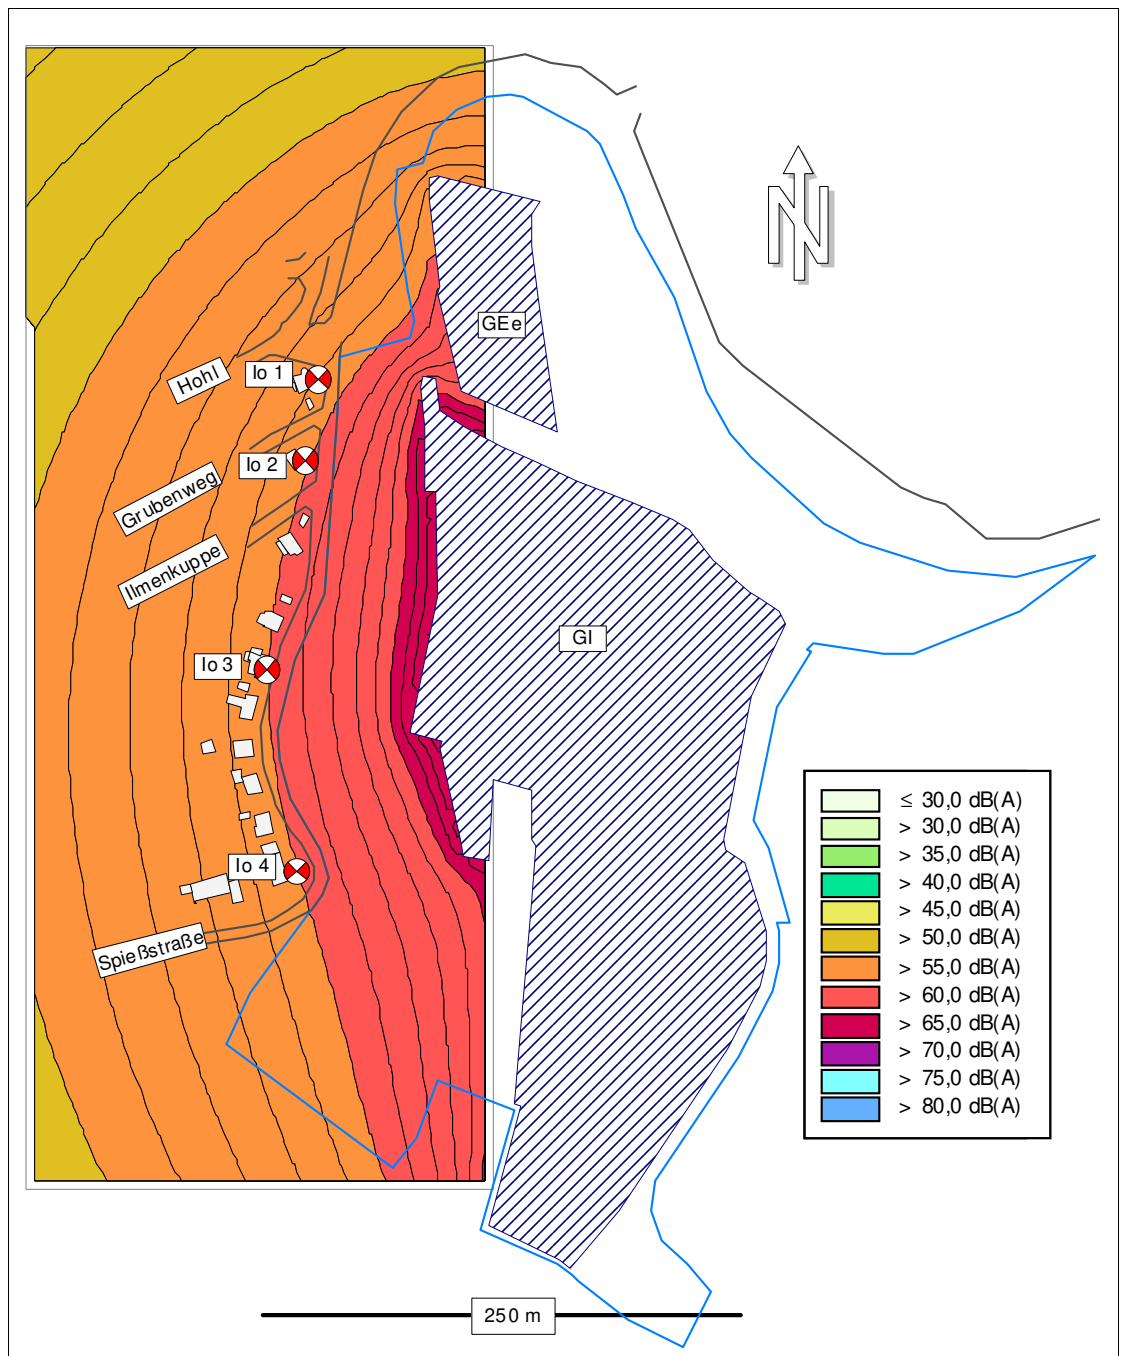 GEe
Hohl
Io 1
Io 2
Grubenweg
Ilmenkuppe
GI
Io 3
Io 4
Spießstraße
≤ 30,0 dB(A)
> 30,0 dB(A)
> 35,0 dB(A)
> 40,0 dB(A)
> 45,0 dB(A)
> 50,0 dB(A)
> 55,0 dB(A)
> 60,0 dB(A)
> 65,0 dB(A)
> 70,0 dB(A)
> 75,0 dB(A)
> 80,0 dB(A)
250 m